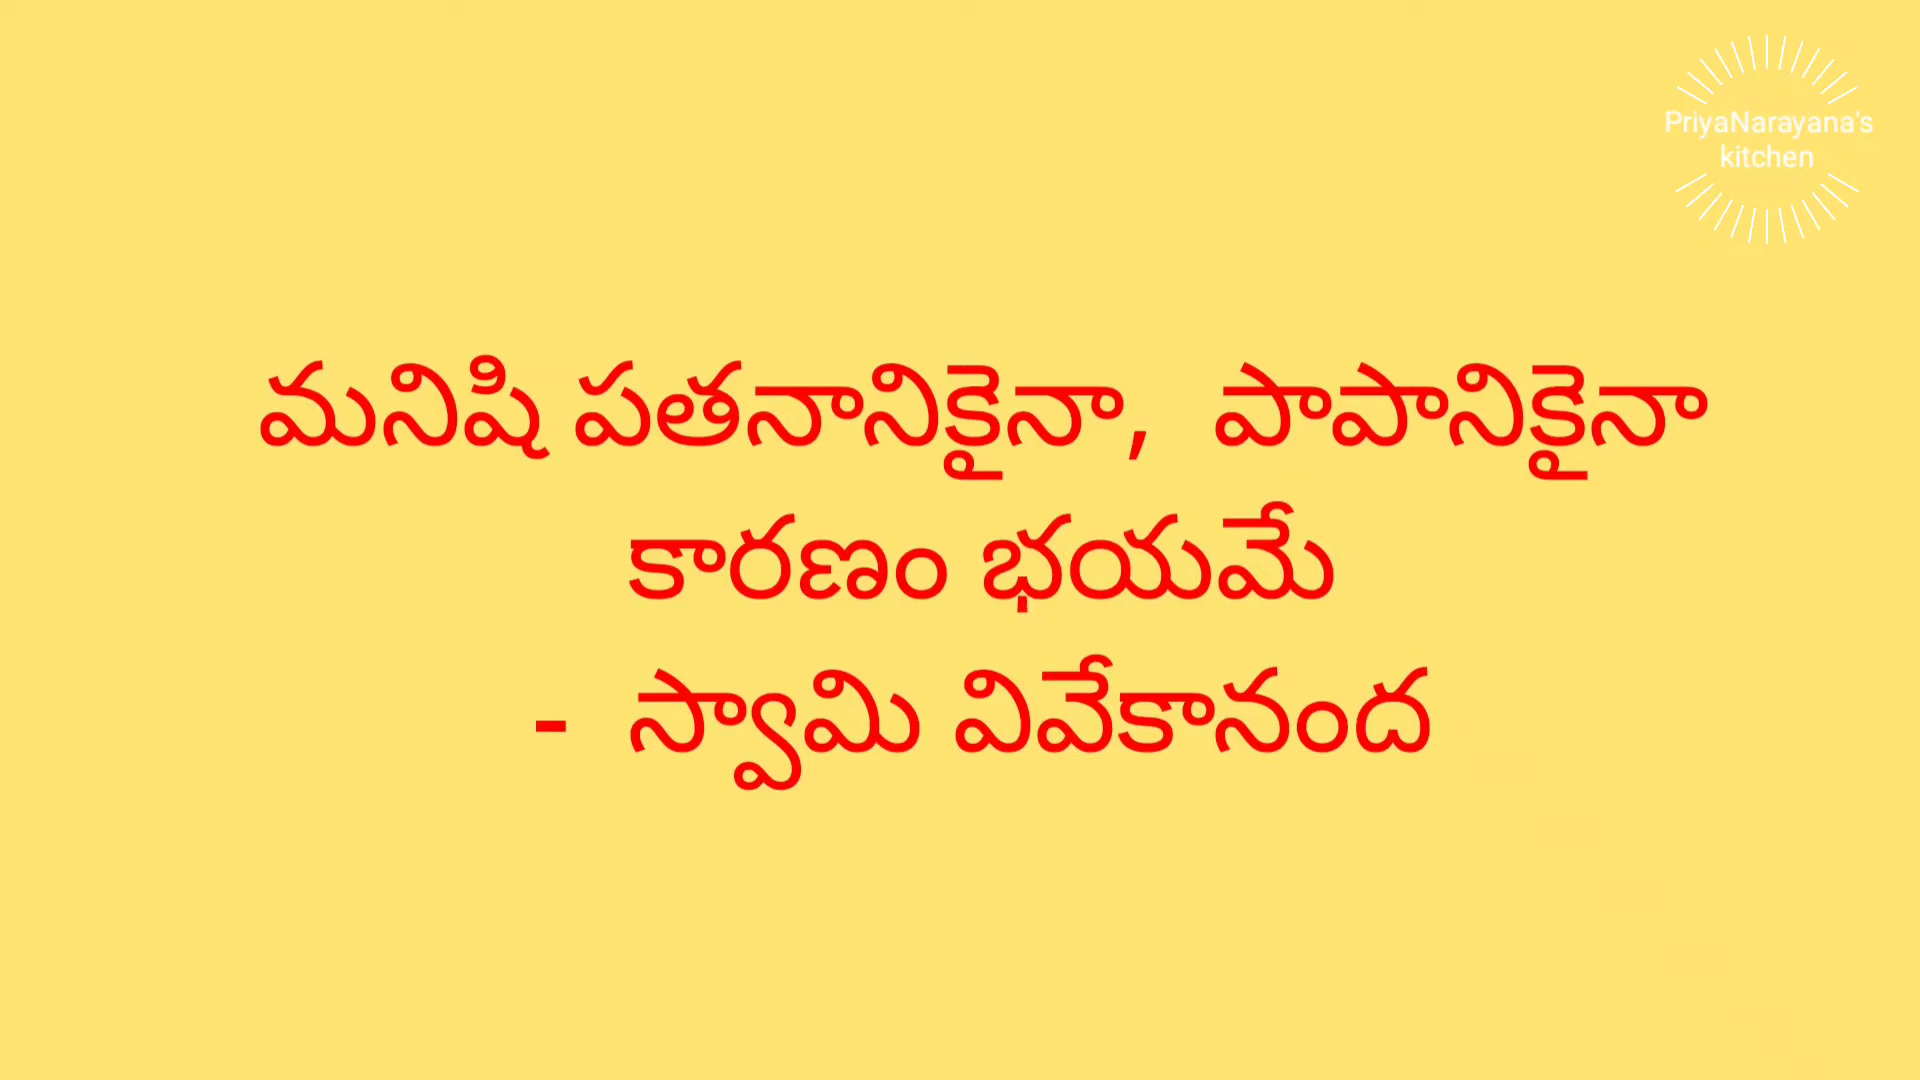 PriyaNarayana's
kitchen
మనిషి పతనానికైనా, పాపానికైనా
కారణం భయమే
- స్వామి వివేకానంద